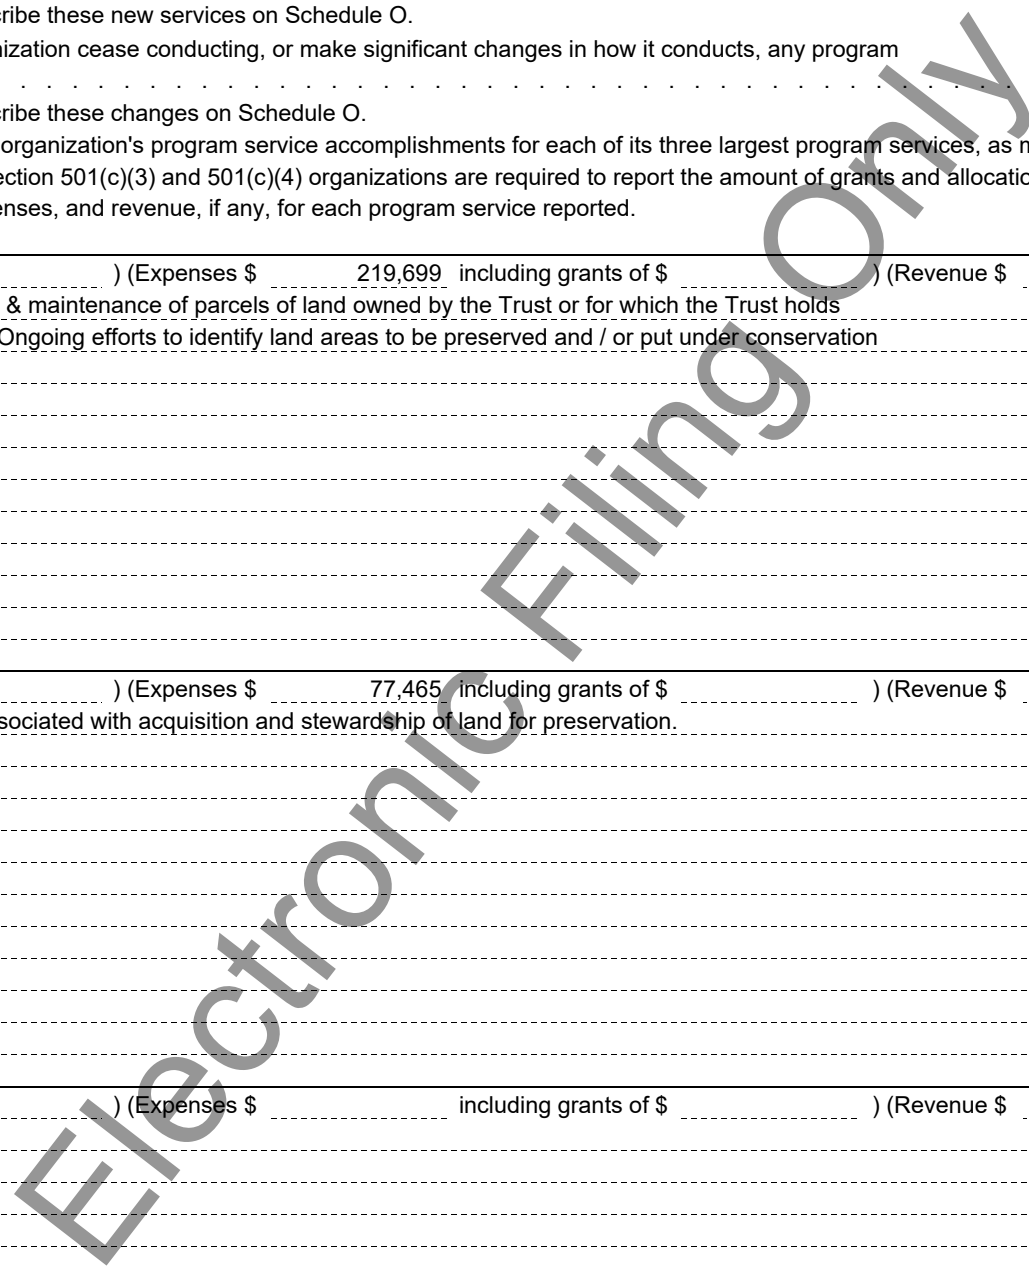 cribe these new services on Schedule O.
nization cease conducting, or make significant changes in how it conducts, any program
. . . . . . . . . . . . . . . . . . . . . . . . . . . . . . . . . . . . . . .
cribe these changes on Schedule O.
organization's program service accomplishments for each of its three largest program services, as m
ection 501(c)(3) and 501(c)(4) organizations are required to report the amount of grants and allocatio
enses, and revenue, if any, for each program service reported.
) (Expenses $ 219,699 including grants of $ ) (Revenue $
& maintenance of parcels of land owned by the Trust or for which the Trust holds
Ongoing efforts to identify land areas to be preserved and / or put under conservation
) (Expenses $ 77,465 including grants of $ ) (Revenue $
sociated with acquisition and stewardship of land for preservation.
) (Expenses $ including grants of $ ) (Revenue $
Electronic Filing Only